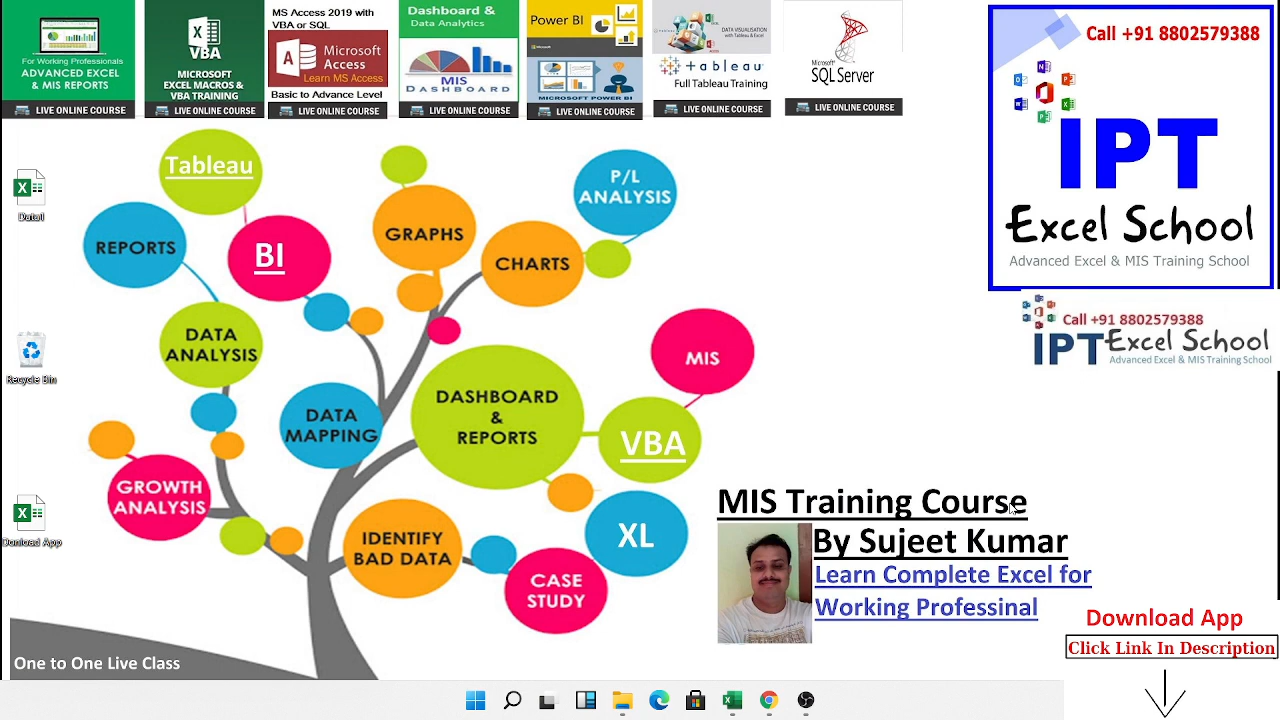 For Working Professionals
ADVANCED EXCEL
& MIS REPORTS
LIVE ONLINE COURSE
VBA
MICROSOFT
EXCEL MACROS &
VBA TRAINING
LIVE ONLINE COURSE
MS Access 2019 with
VBA or SQL
Microsoft
Access
Learn MS Access
Basic to Advance Level
LIVE ONLINE COURSE
Dashboard &
Data Analytics
MIS
DASHBOARD
LIVE ONLINE COURSE
Power BI
MICROSOFT POWER BI
LIVE ONLINE COURSE
DATA VISUALISATION
with Tableau & Excel
tableau
Full Tableau Training
LIVE ONLINE COURSE
Microsoft
SQL Server
LIVE ONLINE COURSE
Call +91 8802579388
IPT
Excel School
Advanced Excel & MIS Training School
Call +91 8802579388
IPT Excel School
Advanced Excel & MIS Training School
Recycle Bin
Donload App
Tableau
REPORTS
BI
GRAPHS
P/L
ANALYSIS
CHARTS
DATA
ANALYSIS
MIS
DATA
MAPPING
DASHBOARD
&
REPORTS
VBA
GROWTH
ANALYSIS
IDENTIFY
BAD DATA
XL
CASE
STUDY
MIS Training Course
By Sujeet Kumar
Learn Complete Excel for
Working Professinal
Download App
Click Link In Description
One to One Live Class